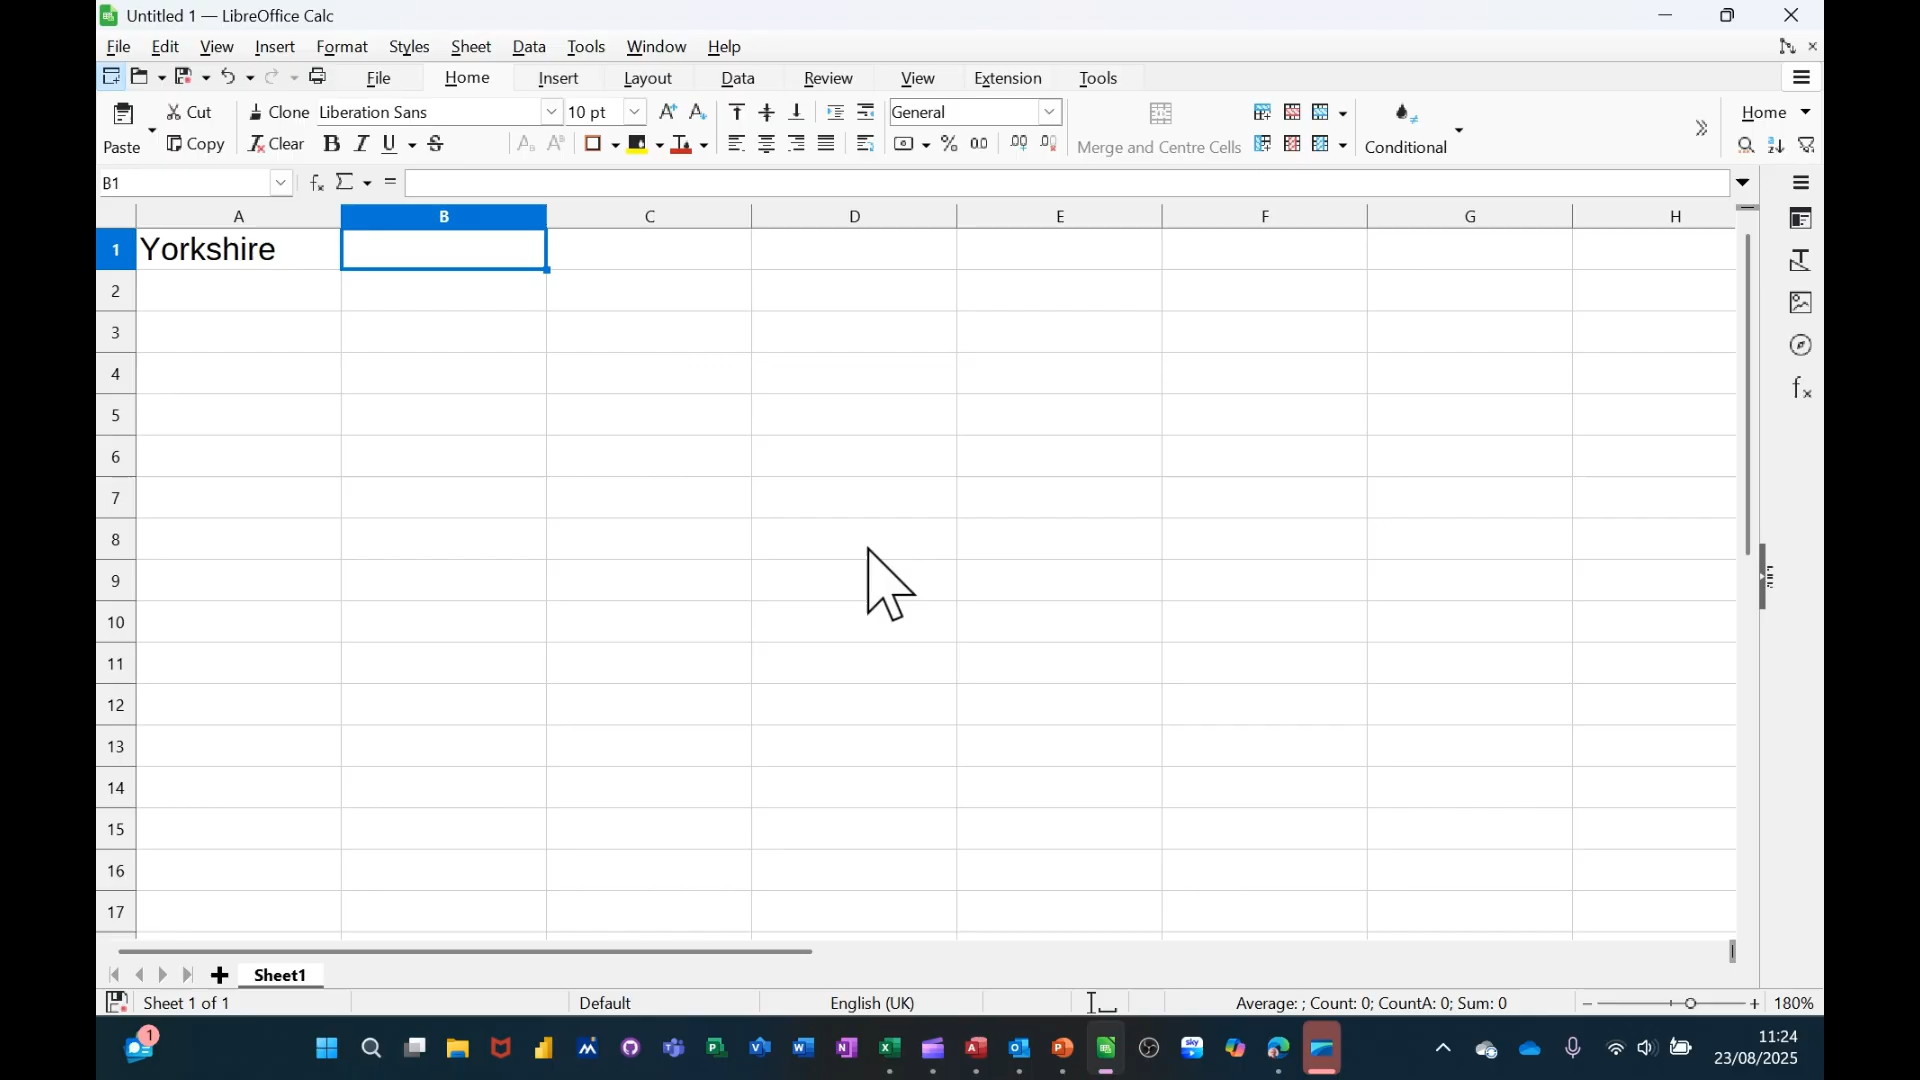 Untitled 1 — LibreOffice Calc
File Edit View Insert Format Styles Sheet Data Tools Window Help
File Home Insert Layout Data Review View Extension Tools
Paste Cut Clone Liberation Sans 10 pt General Merge and Centre Cells Conditional Home
Copy Clear
B1
A B C D E F G H
1 Yorkshire
2
3
4
5
6
7
8
9
10
11
12
13
14
15
16
17
Sheet1
Sheet 1 of 1 Default English (UK) Average: ; Count: 0; CountA: 0; Sum: 0 180%
11:24
23/08/2025